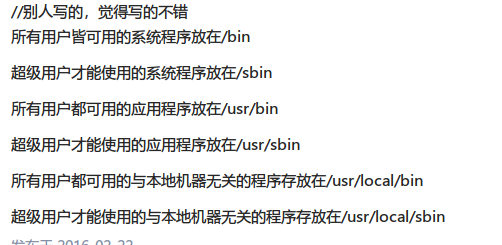 //别人写的，觉得写的不错
所有用户皆可用的系统程序放在/bin
超级用户才能使用的系统程序放在/sbin
所有用户都可用的应用程序放在/usr/bin
超级用户才能使用的应用程序放在/usr/sbin
所有用户都可用的与本地机器无关的程序存放在/usr/local/bin
超级用户才能使用的与本地机器无关的程序存放在/usr/local/sbin
发布于 2016-02-23